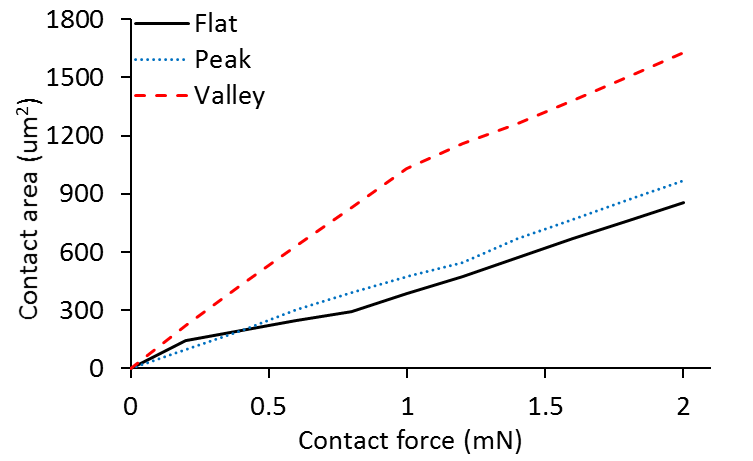 1800
1500
1200
900
600
300
0
Contact area (um²)
Flat
Peak
Valley
0
0.5
1
1.5
2
Contact force (mN)